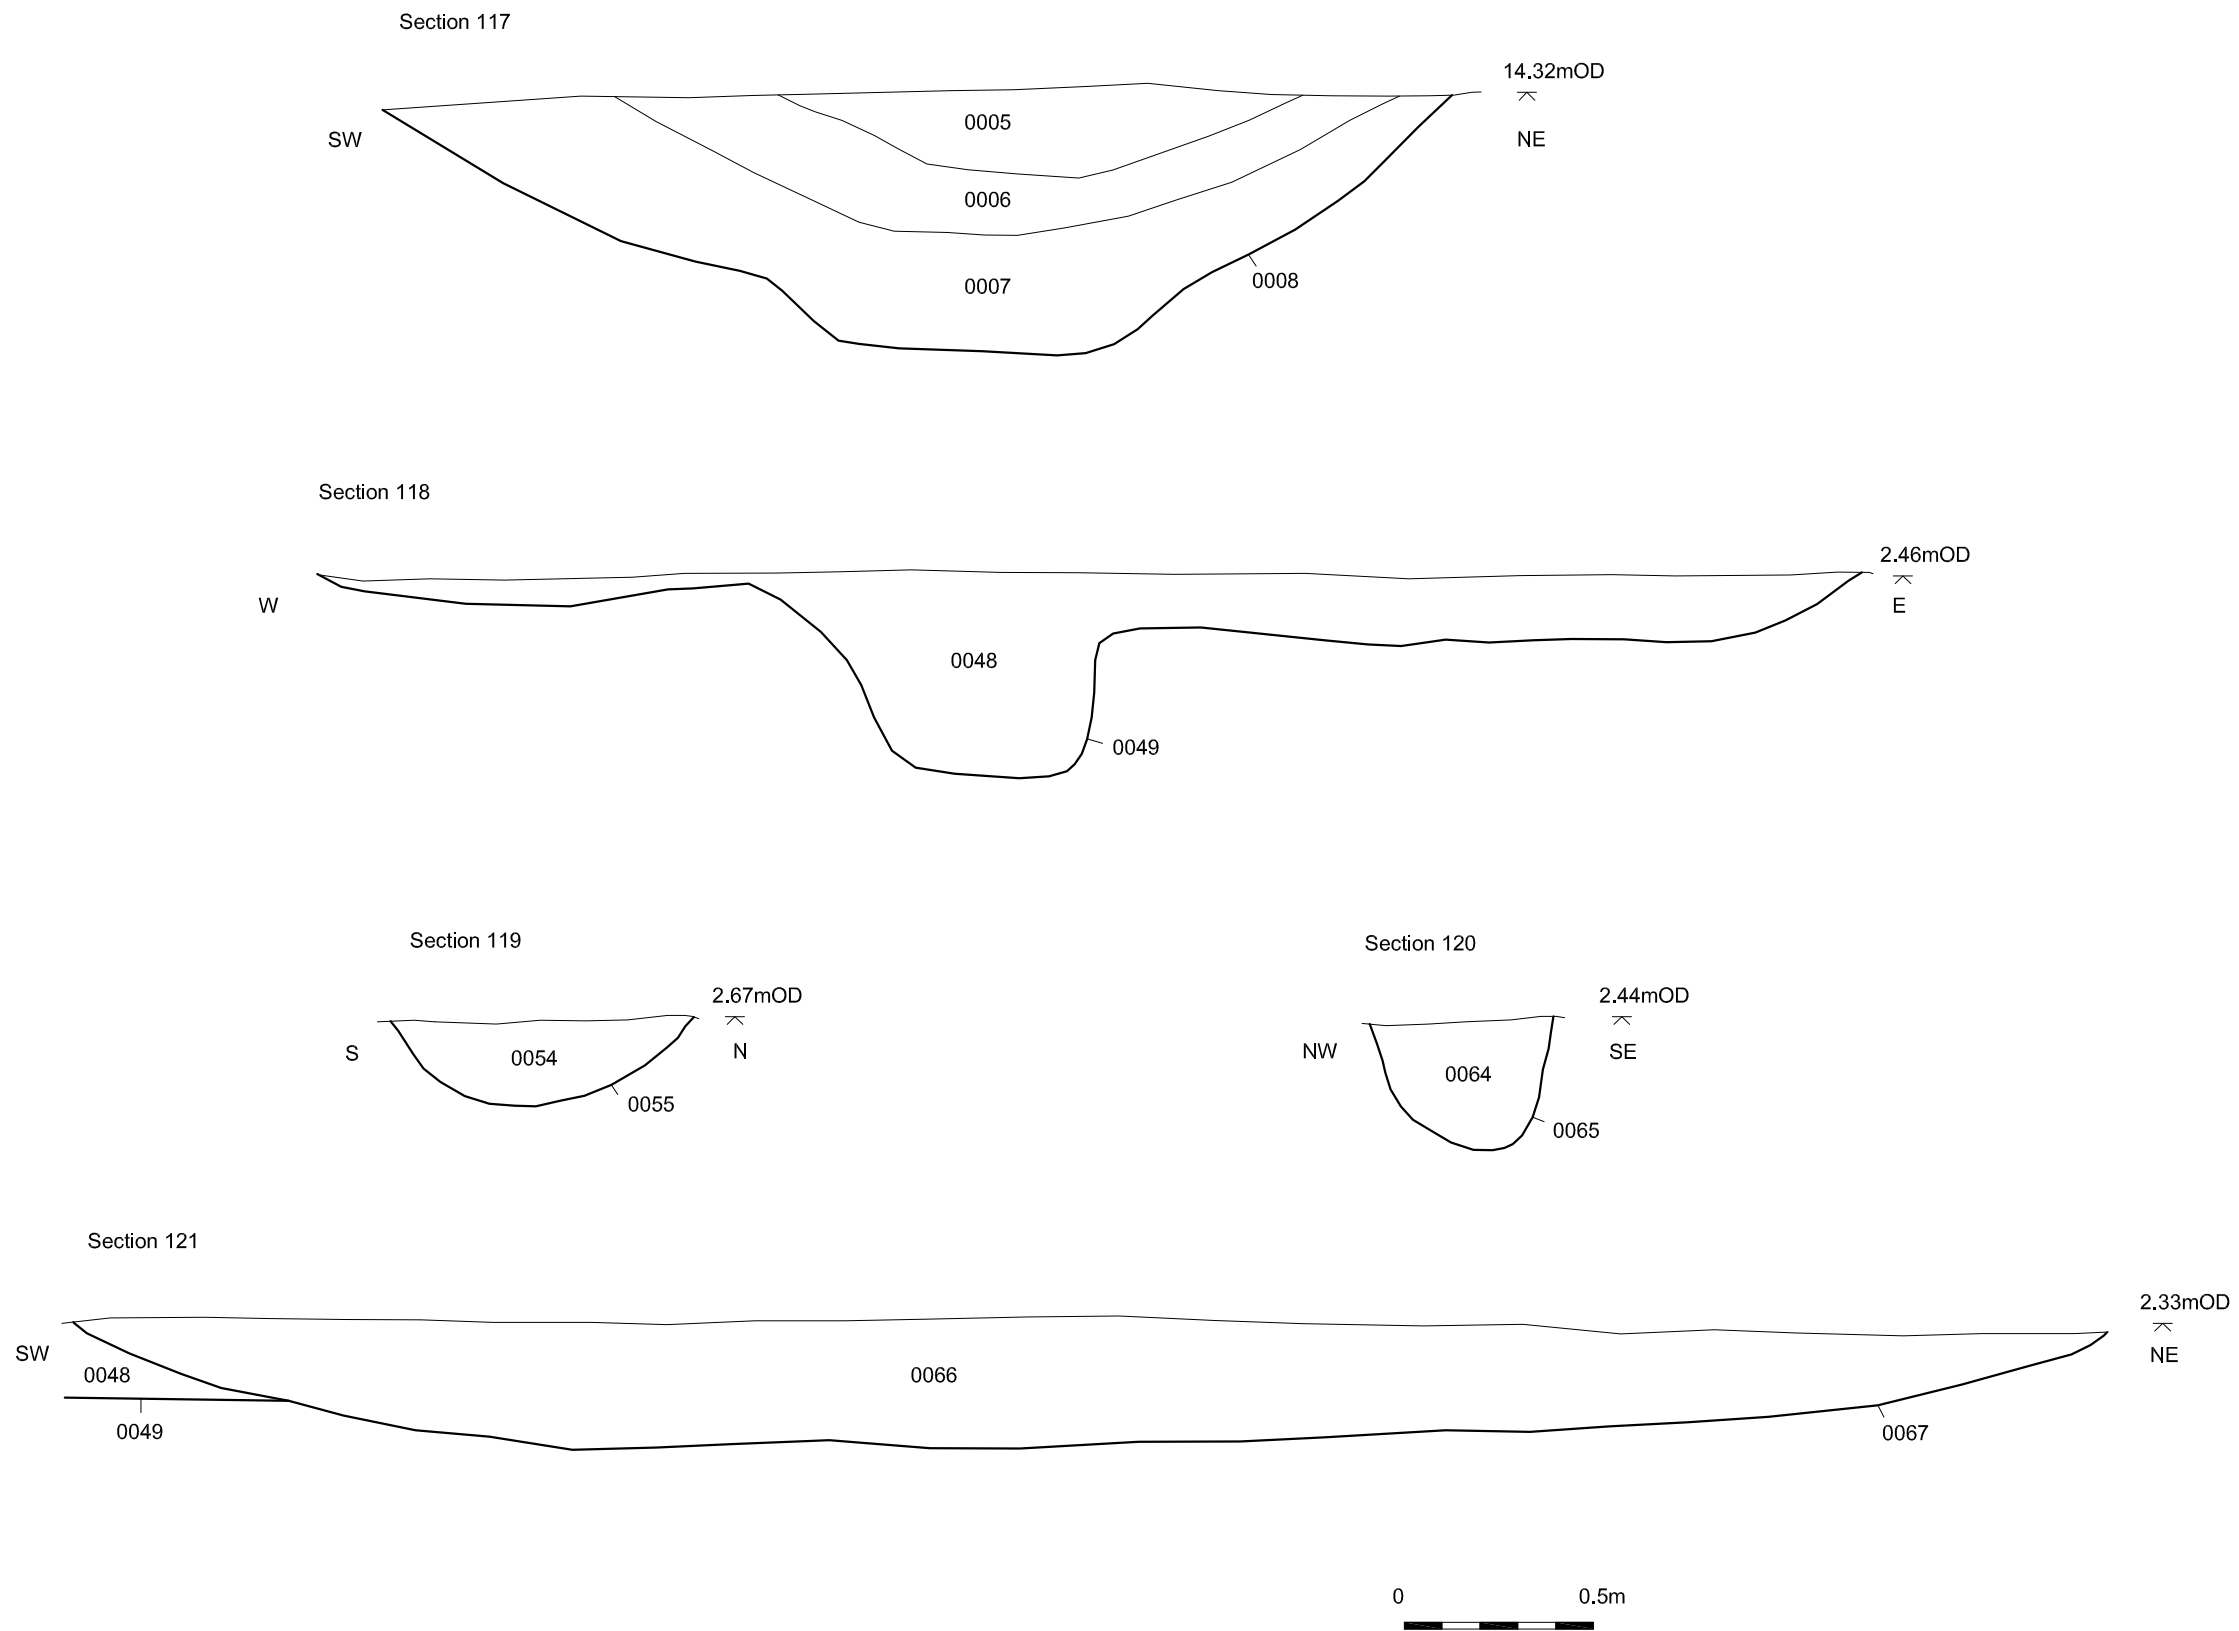 Section 117
14.32mOD
SW
0005
NE
0006
0007
0008
Section 118
2.46mOD
W
E
0048
0049
Section 119
Section 120
2.67mOD
2.44mOD
S
0054
N
NW
0064
SE
0055
0065
Section 121
2.33mOD
SW
NE
0048
0066
0049
0067
0
0.5m